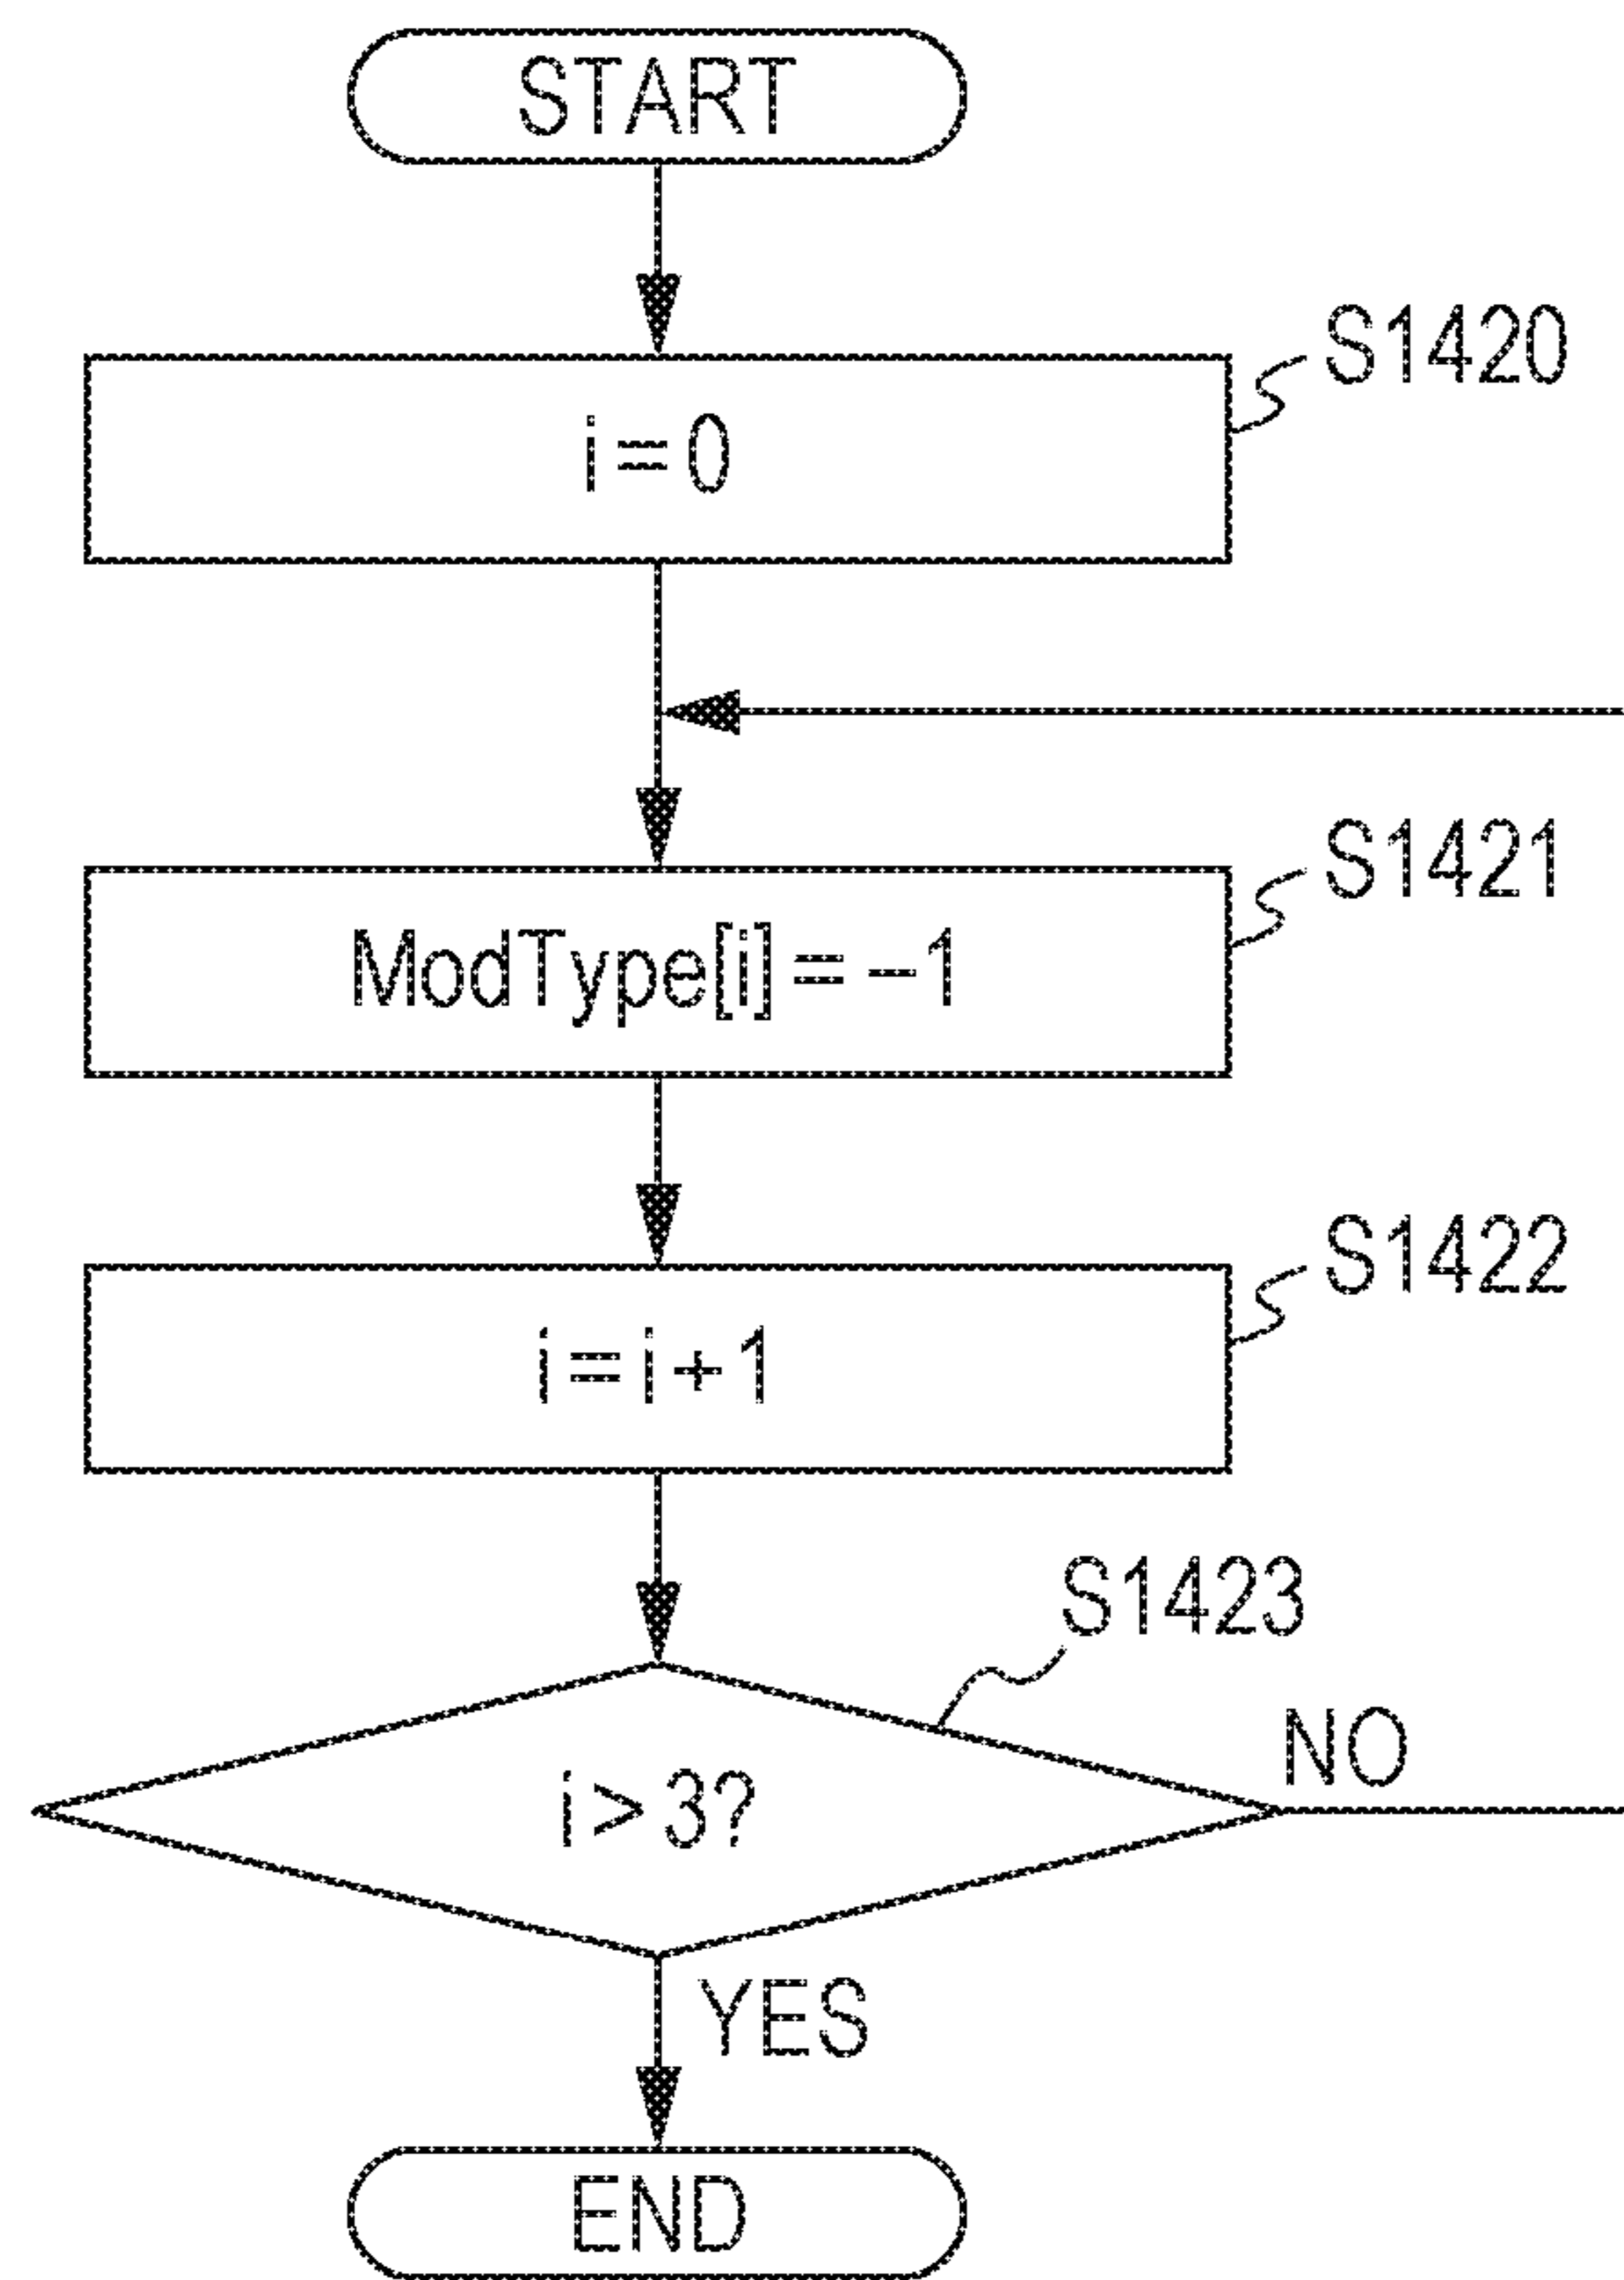 START
S1420
i=0
S1421
ModType[i]=−1
S1422
i=i+1
S1423
i>3?
NO
YES
END